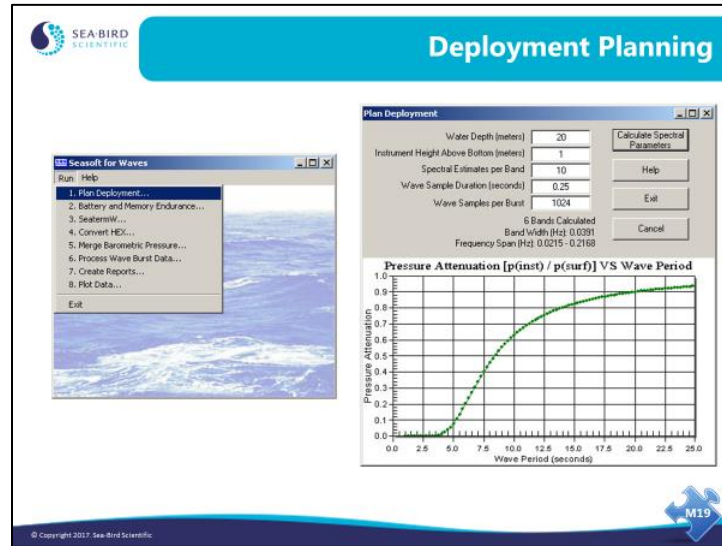 SEA·BIRD
SCIENTIFIC
Deployment Planning
Seasoft for Waves
Run Help
1. Plan Deployment...
2. Battery and Memory Endurance...
3. SeatermW...
4. Convert HEX...
5. Merge Barometric Pressure...
6. Process Wave Burst Data...
7. Create Reports...
8. Plot Data...
Exit
Plan Deployment
Water Depth (meters) 20
Instrument Height Above Bottom (meters) 1
Spectral Estimates per Band 10
Wave Sample Duration (seconds) 0.25
Wave Samples per Burst 1024
Calculate Spectral
Parameters
Help
Exit
Cancel
6 Bands Calculated
Band Width (Hz): 0.0391
Frequency Span (Hz): 0.0215 - 0.2168
Pressure Attenuation [p(inst) / p(surf)] VS Wave Period
Pressure Attenuation
1.0
0.9
0.8
0.7
0.6
0.5
0.4
0.3
0.2
0.1
0.0
0.0 2.5 5.0 7.5 10.0 12.5 15.0 17.5 20.0 22.5 25.0
Wave Period (seconds)
© Copyright 2017 Sea-Bird Scientific
M19